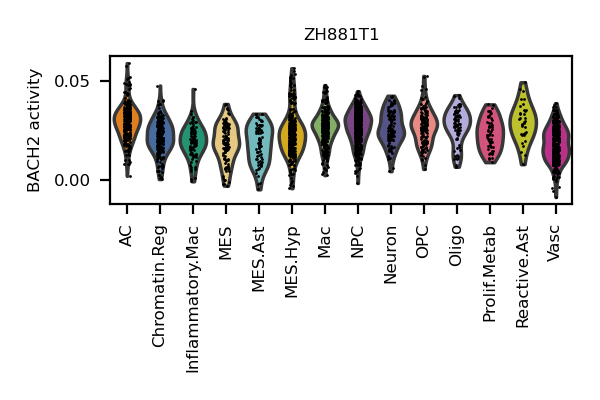 ZH881T1
BACH2 activity
0.05
0.00
AC
Chromatin.Reg
Inflammatory.Mac
MES
MES.Ast
MES.Hyp
Mac
NPC
Neuron
OPC
Oligo
Prolif.Metab
Reactive.Ast
Vasc